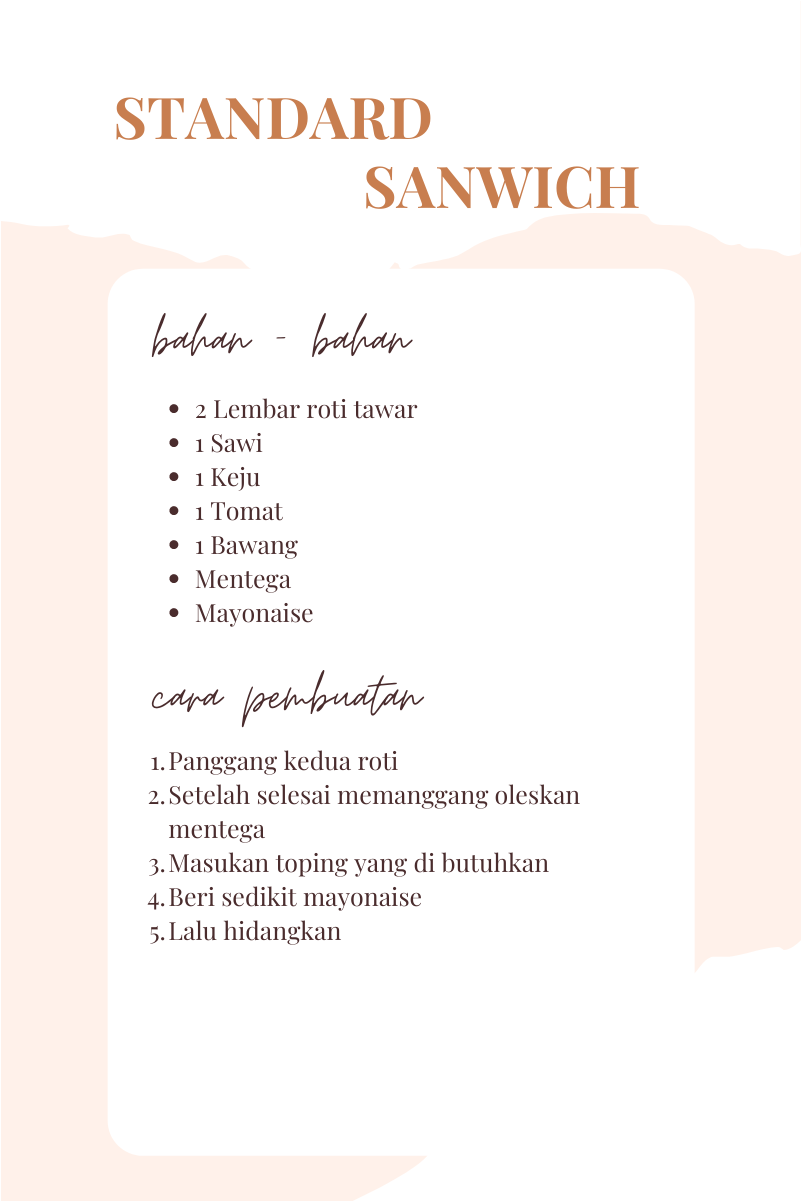 STANDARD
SANWICH
bahan - bahan
• 2 Lembar roti tawar
• 1 Sawi
• 1 Keju
• 1 Tomat
• 1 Bawang
• Mentega
• Mayonaise
cara pembuatan
1. Panggang kedua roti
2. Setelah selesai memanggang oleskan
mentega
3. Masukan toping yang di butuhkan
4. Beri sedikit mayonaise
5. Lalu hidangkan